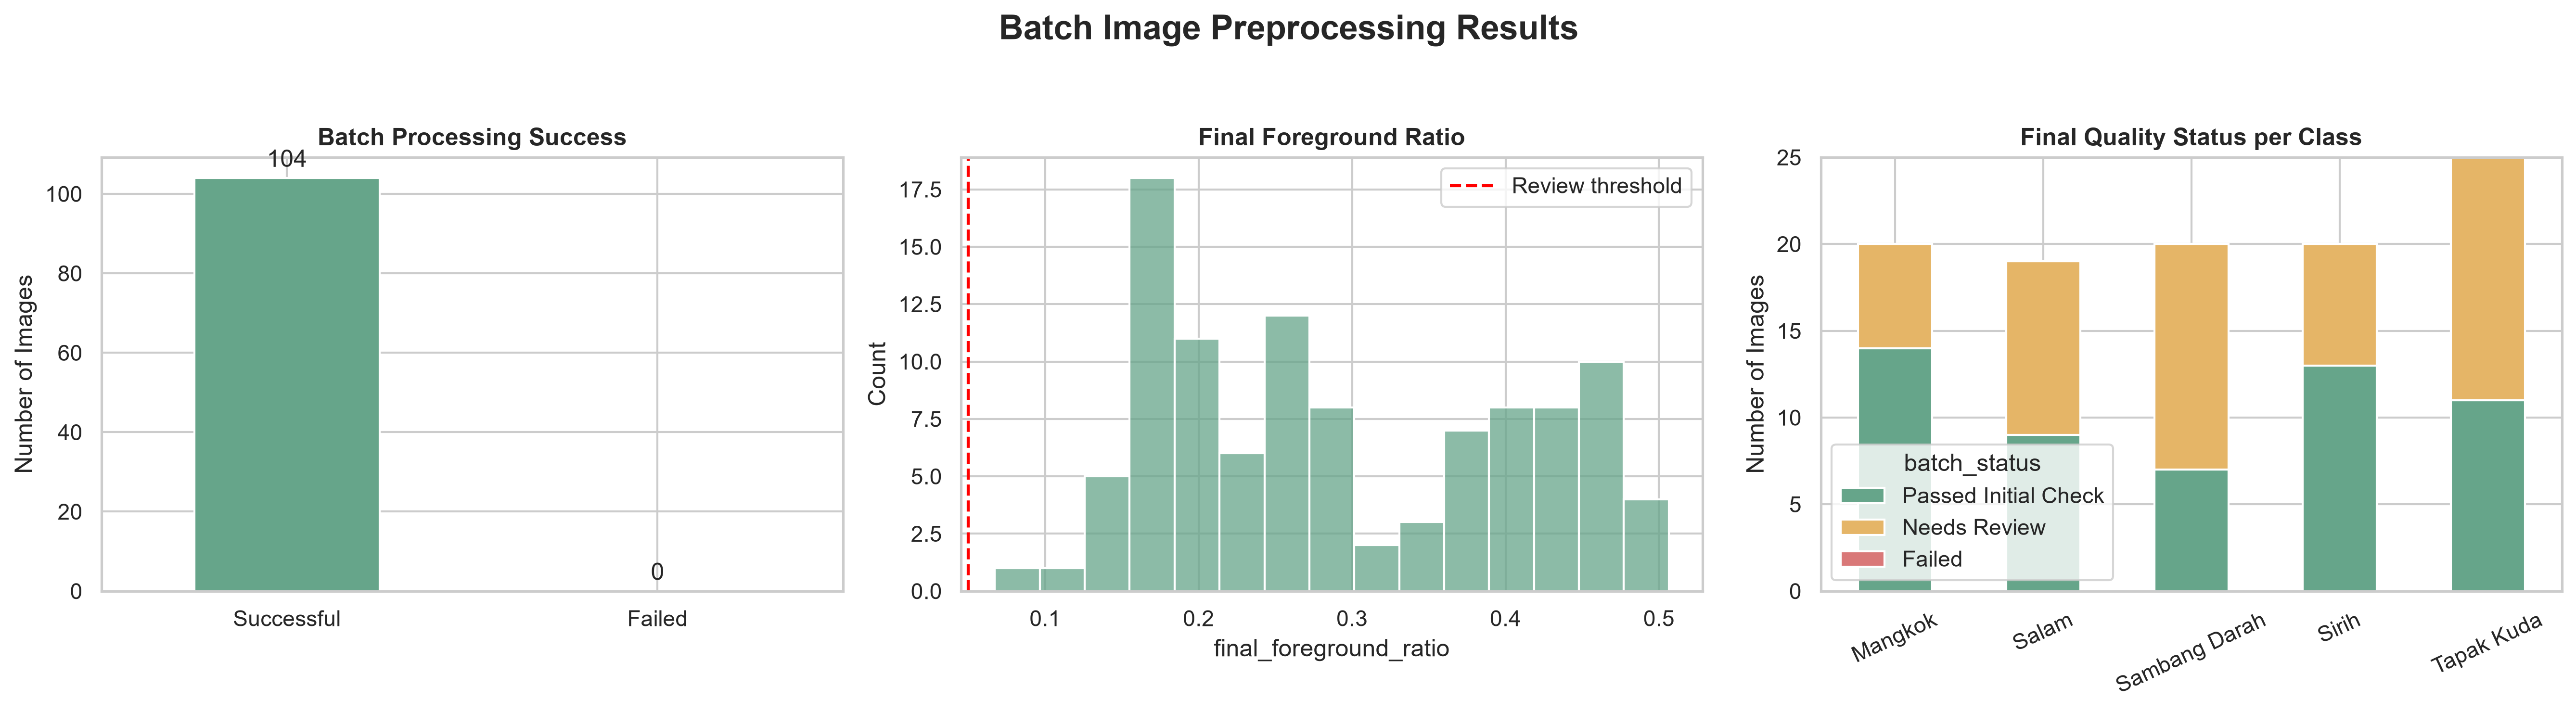 Batch Image Preprocessing Results
Batch Processing Success
104
0
Number of Images
100
80
60
40
20
0
Successful
Failed
Final Foreground Ratio
Review threshold
Count
17.5
15.0
12.5
10.0
7.5
5.0
2.5
0.0
0.1
0.2
0.3
0.4
0.5
final_foreground_ratio
Final Quality Status per Class
Number of Images
25
20
15
10
5
0
batch_status
Passed Initial Check
Needs Review
Failed
Mangkok
Salam
Sambang Darah
Sirih
Tapak Kuda